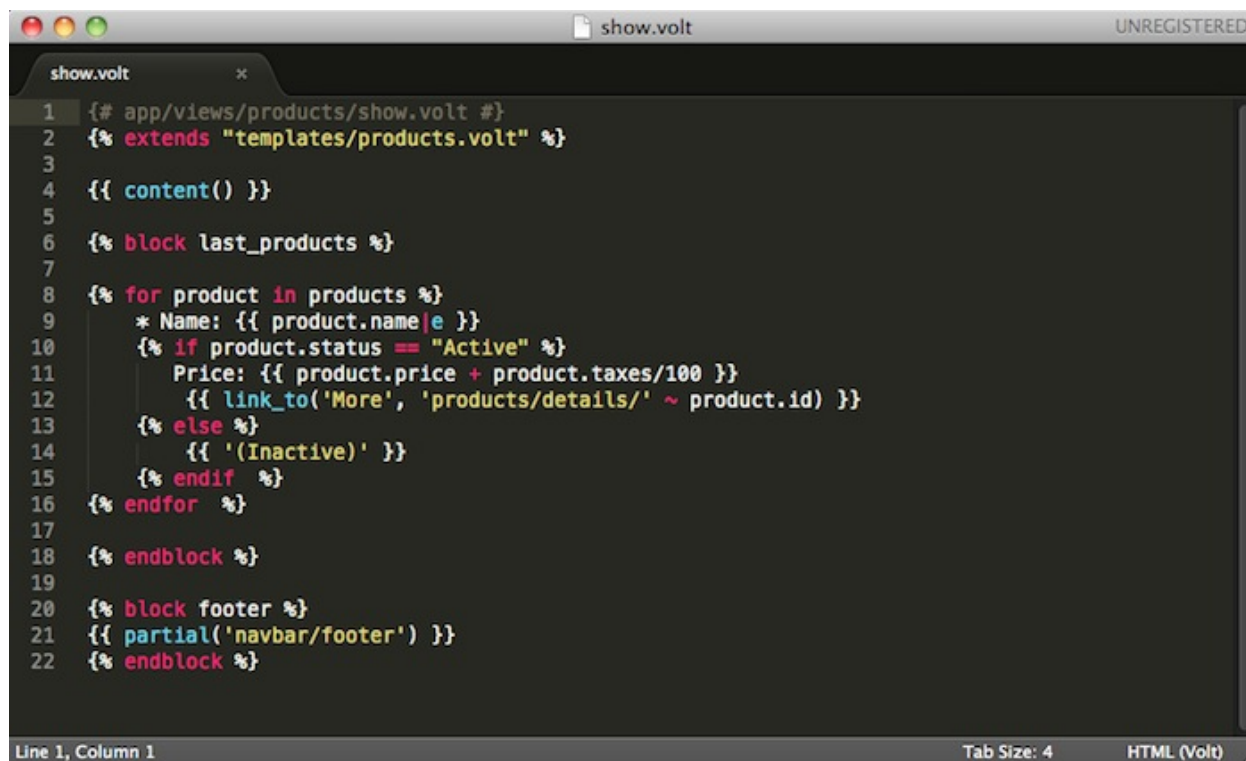 show.volt
UNREGISTERED
show.volt ×
1 {# app/views/products/show.volt #}
2 {% extends "templates/products.volt" %}
3
4 {{ content() }}
5
6 {% block last_products %}
7
8 {% for product in products %}
9 * Name: {{ product.name|e }}
10 {% if product.status == "Active" %}
11 Price: {{ product.price + product.taxes/100 }}
12 {{ link_to('More', 'products/details/' ~ product.id) }}
13 {% else %}
14 {{ '(Inactive)' }}
15 {% endif  %}
16 {% endfor  %}
17
18 {% endblock %}
19
20 {% block footer %}
21 {{ partial('navbar/footer') }}
22 {% endblock %}
Line 1, Column 1
Tab Size: 4
HTML (Volt)